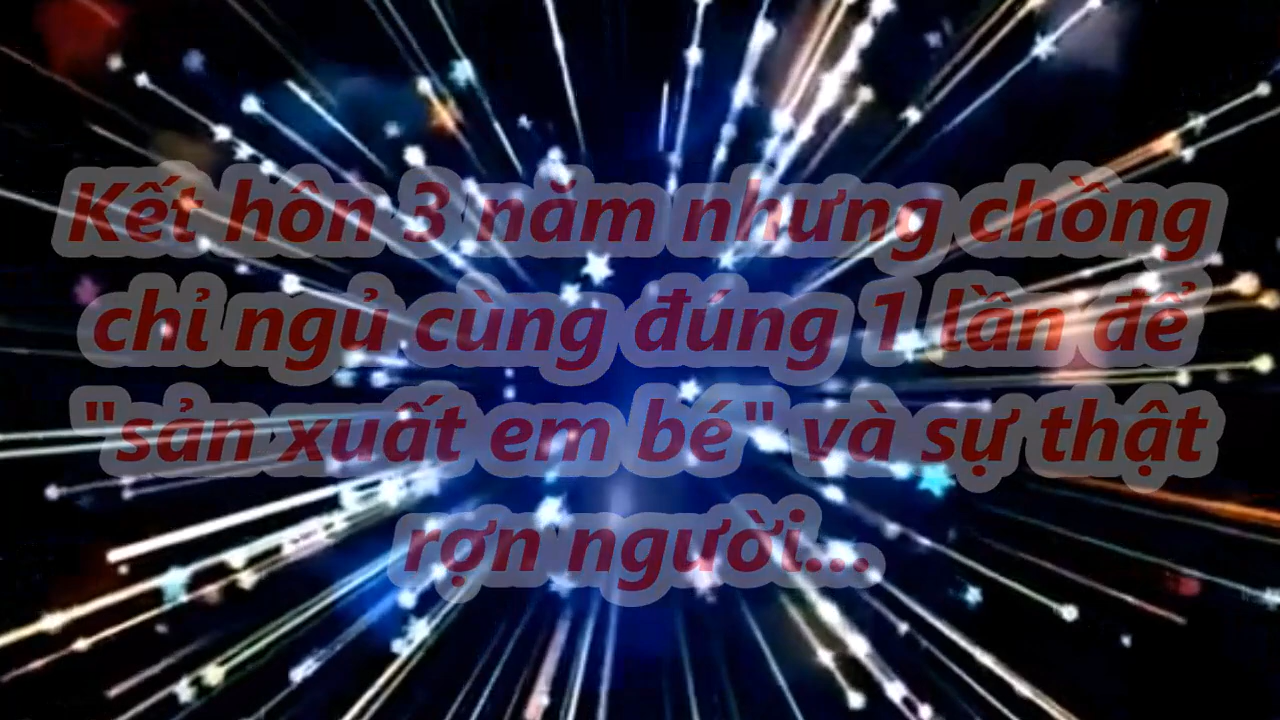 Kết hôn 3 năm nhưng chồng
chỉ ngủ cùng đúng 1 lần để
"sản xuất em bé" và sự thật
rợn người...